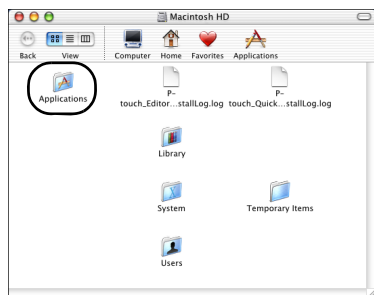 Macintosh HD
Back View Computer Home Favorites Applications
Applications
P-
touch_Editor...stallLog.log
P-
touch_Quick...stallLog.log
Library
System
Temporary Items
Users